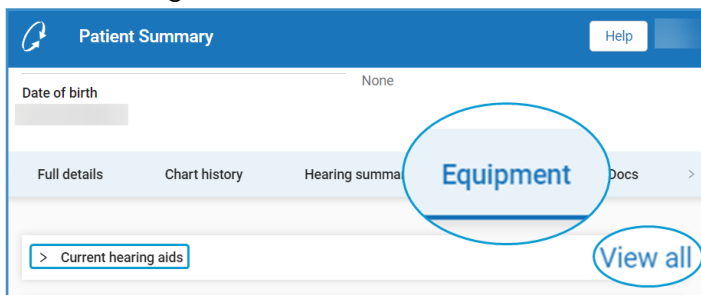 Patient Summary
Help
None
Date of birth
Full details
Chart history
Hearing summa
Equipment
Docs
>
> Current hearing aids
View all